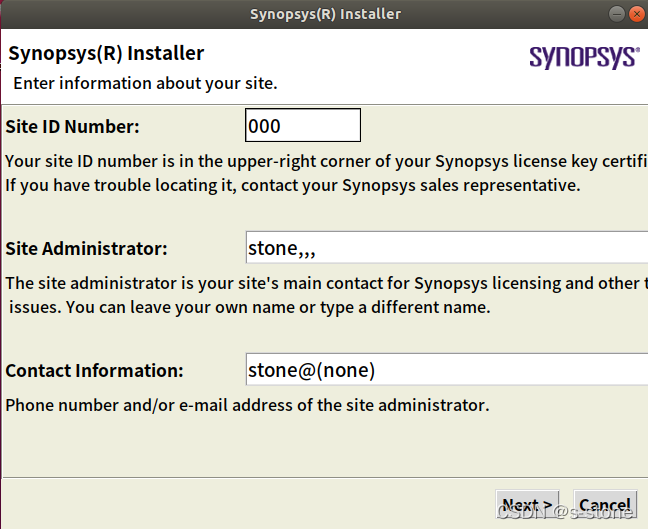 Synopsys(R) Installer
Synopsys(R) Installer
SYNOPSYS®
Enter information about your site.
Site ID Number: 000
Your site ID number is in the upper-right corner of your Synopsys license key certifi
If you have trouble locating it, contact your Synopsys sales representative.
Site Administrator: stone,,,
The site administrator is your site's main contact for Synopsys licensing and other t
issues. You can leave your own name or type a different name.
Contact Information: stone@(none)
Phone number and/or e-mail address of the site administrator.
Next > Cancel
CSDN @s-stone